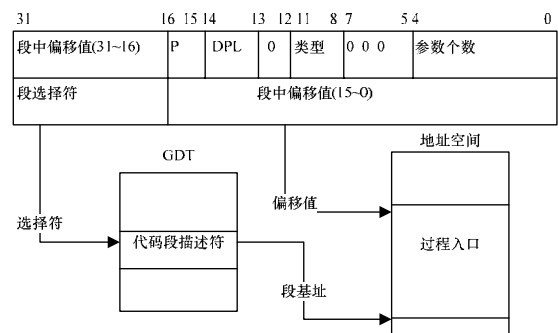 31 16 15 14 13 12 11 8 7 5 4 0
段中偏移值(31~16) P DPL 0 类型 0 0 0 参数个数
段选择符 段中偏移值(15~0)
GDT 地址空间
选择符 代码段描述符 偏移值 过程入口
段基址